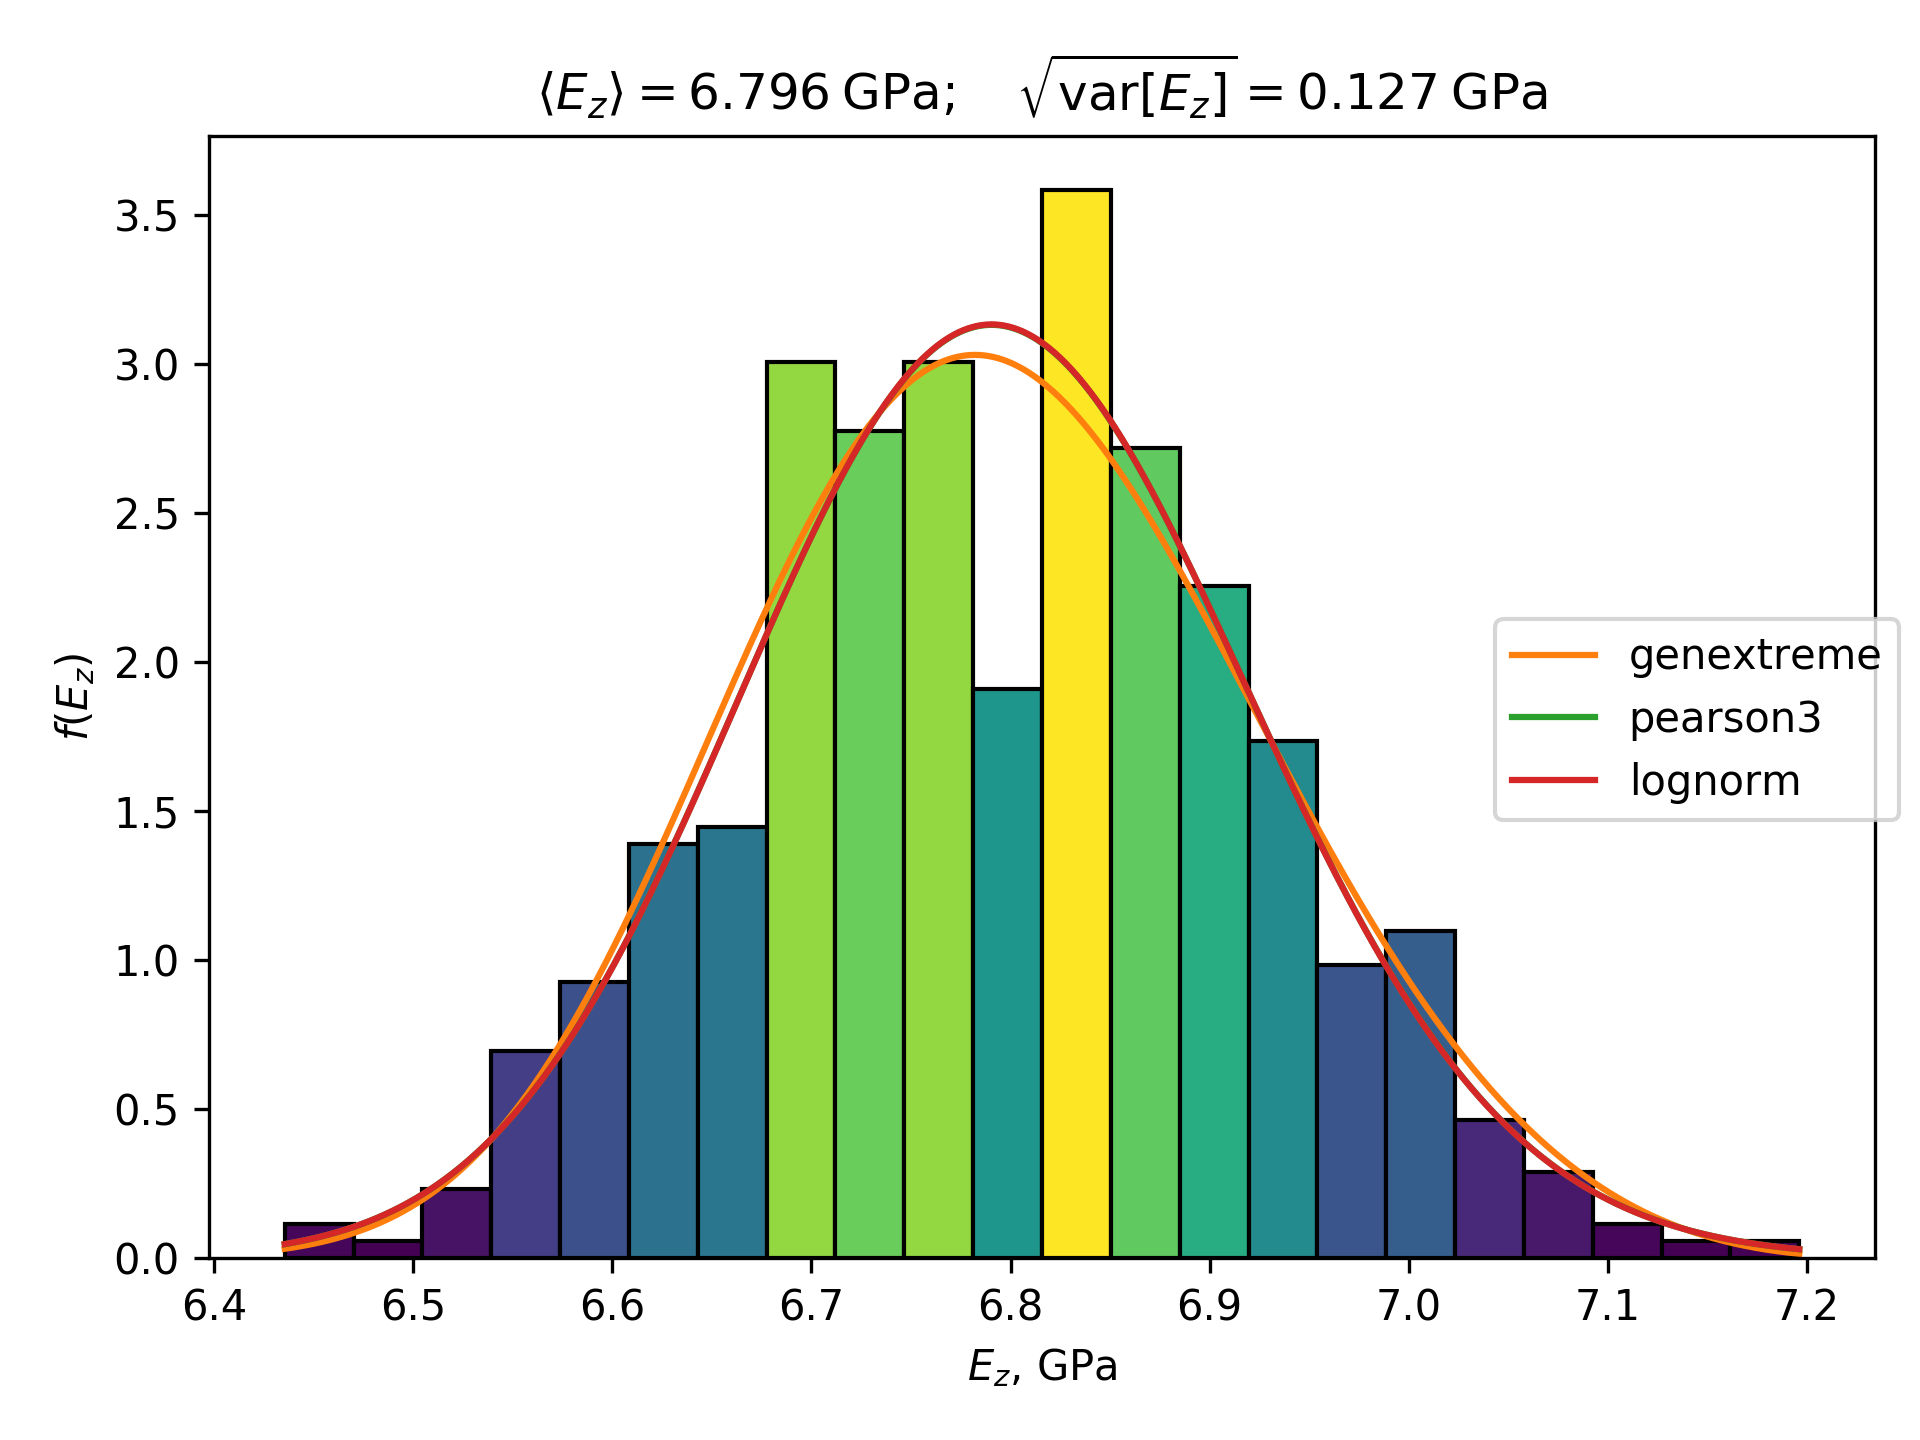 ⟨E_z⟩ = 6.796 GPa; √var[E_z] = 0.127 GPa
f(E_z)
3.5
3.0
2.5
2.0
1.5
1.0
0.5
0.0
genextreme
pearson3
lognorm
6.4 6.5 6.6 6.7 6.8 6.9 7.0 7.1 7.2
E_z, GPa